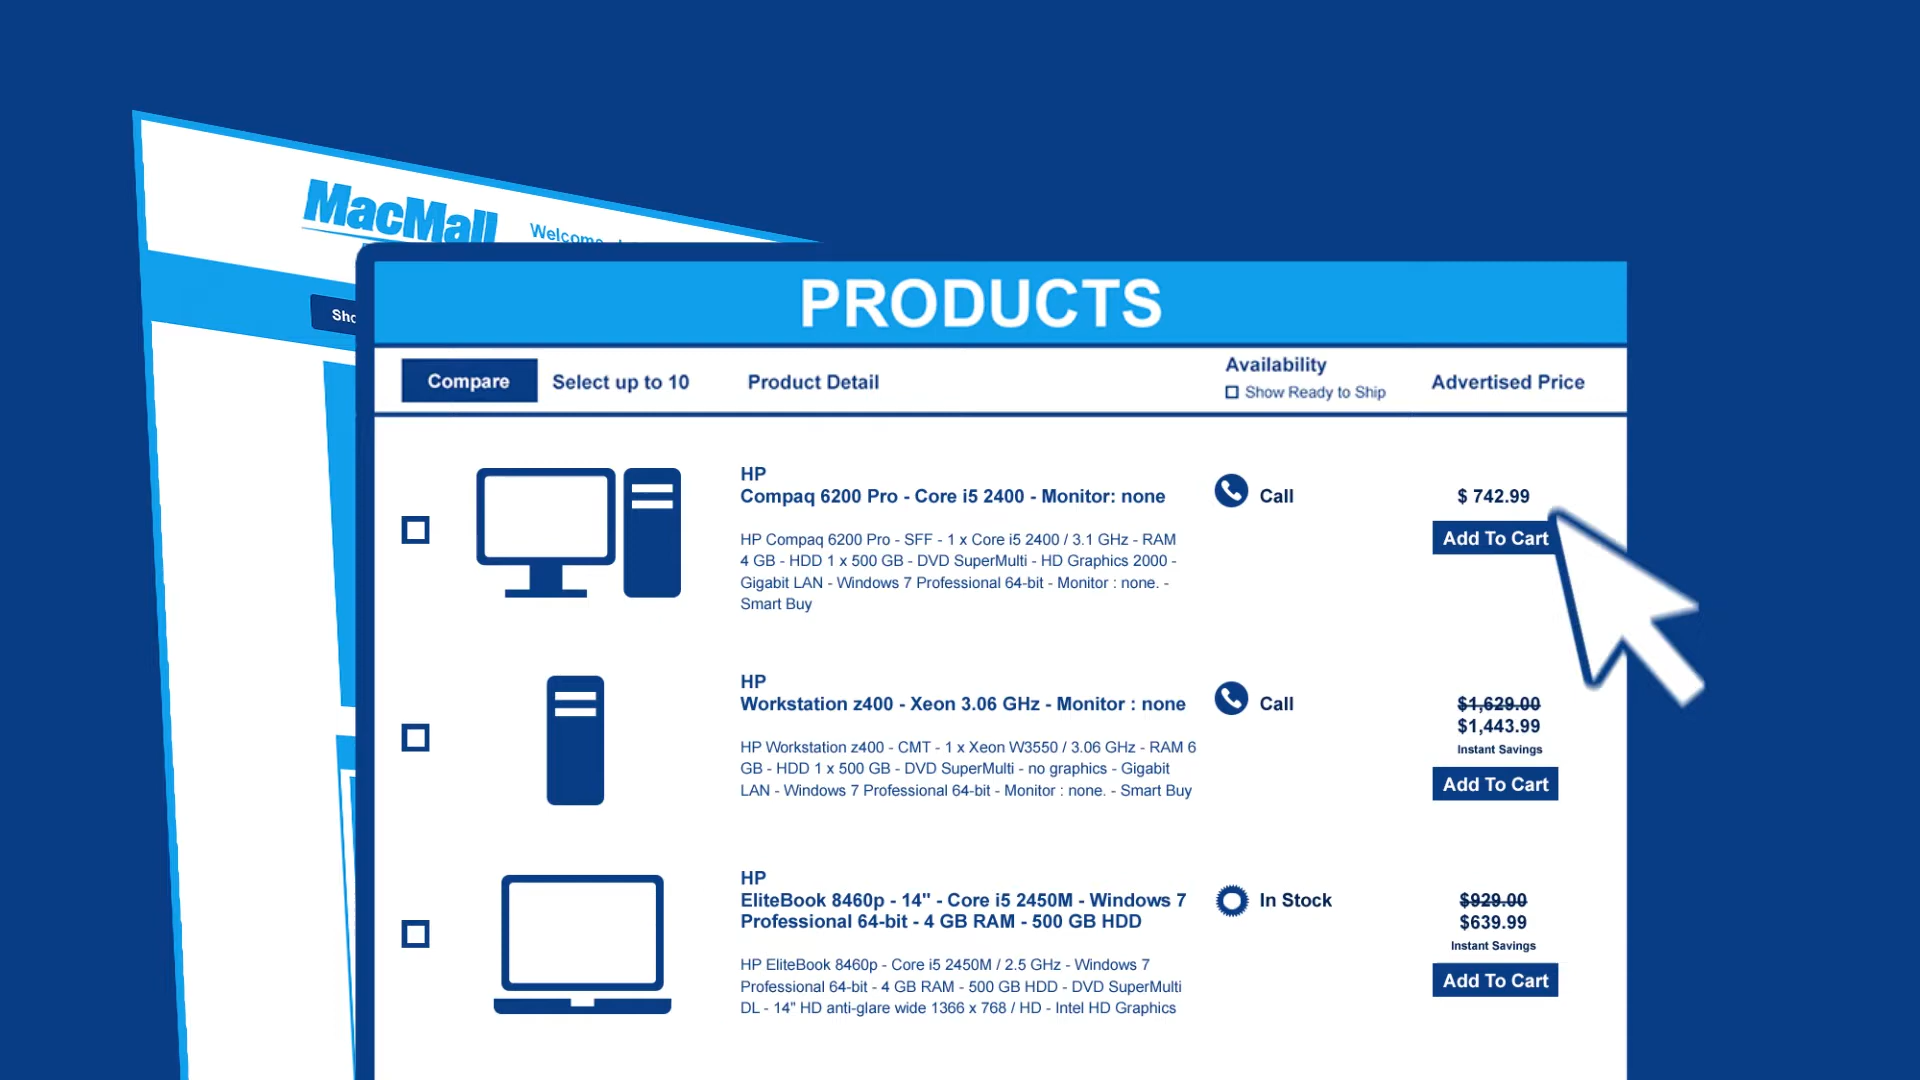 MacMall
Welcome
Sho
PRODUCTS
Compare
Select up to 10
Product Detail
Availability
Show Ready to Ship
Advertised Price
HP
Compaq 6200 Pro - Core i5 2400 - Monitor: none
Call
$ 742.99
HP Compaq 6200 Pro - SFF - 1 x Core i5 2400 / 3.1 GHz - RAM
4 GB - HDD 1 x 500 GB - DVD SuperMulti - HD Graphics 2000 -
Gigabit LAN - Windows 7 Professional 64-bit - Monitor : none. -
Smart Buy
Add To Cart
HP
Workstation z400 - Xeon 3.06 GHz - Monitor : none
Call
$1,629.00
$1,443.99
Instant Savings
HP Workstation z400 - CMT - 1 x Xeon W3550 / 3.06 GHz - RAM 6
GB - HDD 1 x 500 GB - DVD SuperMulti - no graphics - Gigabit
LAN - Windows 7 Professional 64-bit - Monitor : none. - Smart Buy
Add To Cart
HP
EliteBook 8460p - 14" - Core i5 2450M - Windows 7
Professional 64-bit - 4 GB RAM - 500 GB HDD
In Stock
$929.00
$639.99
Instant Savings
HP EliteBook 8460p - Core i5 2450M / 2.5 GHz - Windows 7
Professional 64-bit - 4 GB RAM - 500 GB HDD - DVD SuperMulti
DL - 14" HD anti-glare wide 1366 x 768 / HD - Intel HD Graphics
Add To Cart